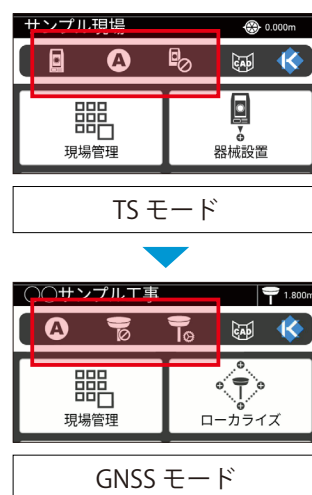 サンプル現場 0.000m
A CAD
現場管理 器械設置
TS モード
○○サンプル工事 1.800m
A CAD
現場管理 ローカライズ
GNSS モード